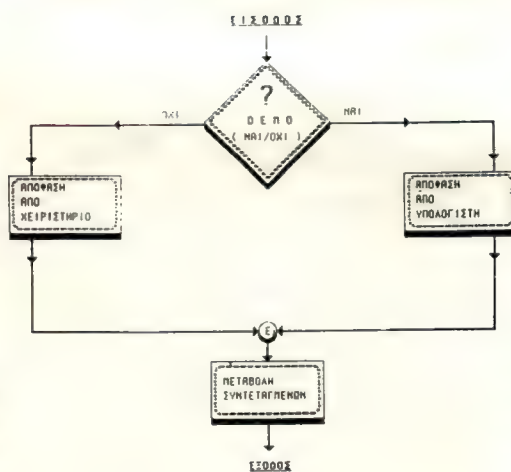 ΕΙΣΟΔΟΣ
?
DEMO
( ΝΑΙ/ΟΧΙ )
ΟΧΙ
ΝΑΙ
ΑΠΟΦΑΣΗ
ΑΠΟ
ΧΕΙΡΙΣΤΗΡΙΟ
ΑΠΟΦΑΣΗ
ΑΠΟ
ΥΠΟΛΟΓΙΣΤΗ
Ε
ΜΕΤΑΒΟΛΗ
ΣΥΝΤΕΤΑΓΜΕΝΩΝ
ΕΞΟΔΟΣ